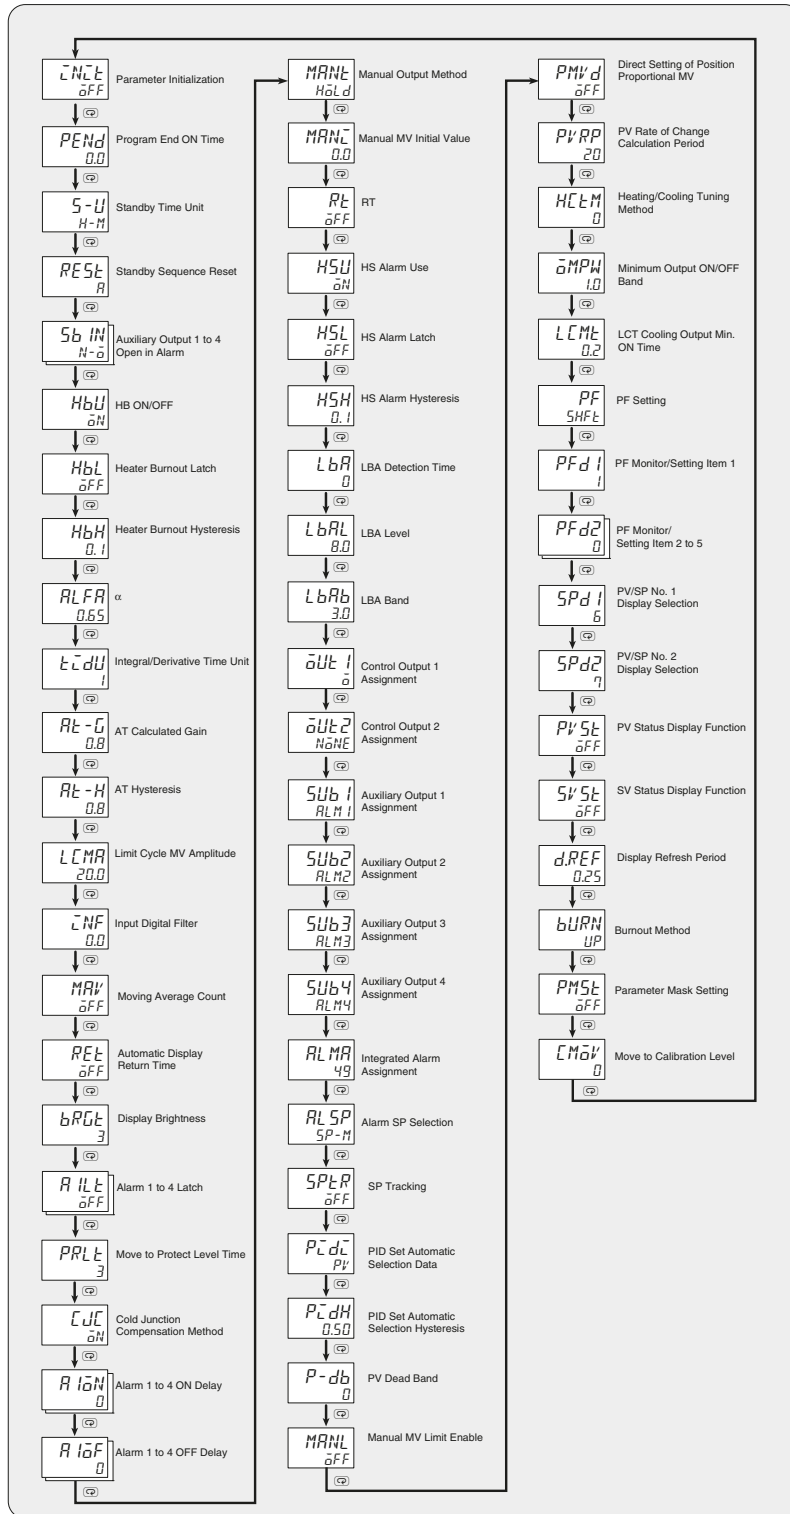 INIT
OFF
Parameter Initialization
PENd
0.0
Program End ON Time
S-U
H-M
Standby Time Unit
RESt
A
Standby Sequence Reset
Sb1N
N-o
Auxiliary Output 1 to 4
Open in Alarm
HbU
ON
HB ON/OFF
HbL
OFF
Heater Burnout Latch
HbH
0.1
Heater Burnout Hysteresis
ALFA
0.65
α
tidU
1
Integral/Derivative Time Unit
At-G
0.8
AT Calculated Gain
At-H
0.8
AT Hysteresis
LCMA
20.0
Limit Cycle MV Amplitude
INF
0.0
Input Digital Filter
MAV
OFF
Moving Average Count
REt
OFF
Automatic Display
Return Time
bRGt
3
Display Brightness
A1Lt
OFF
Alarm 1 to 4 Latch
PRLt
3
Move to Protect Level Time
CJC
ON
Cold Junction
Compensation Method
A1oN
0
Alarm 1 to 4 ON Delay
A1oF
0
Alarm 1 to 4 OFF Delay
MANt
HoLd
Manual Output Method
MANI
0.0
Manual MV Initial Value
Rt
OFF
RT
HSU
ON
HS Alarm Use
HSL
OFF
HS Alarm Latch
HSH
0.1
HS Alarm Hysteresis
LbA
0
LBA Detection Time
LbAL
8.0
LBA Level
LbAb
3.0
LBA Band
oUt1
o
Control Output 1
Assignment
oUt2
NoNE
Control Output 2
Assignment
SUb1
ALM1
Auxiliary Output 1
Assignment
SUb2
ALM2
Auxiliary Output 2
Assignment
SUb3
ALM3
Auxiliary Output 3
Assignment
SUb4
ALM4
Auxiliary Output 4
Assignment
ALMA
49
Integrated Alarm
Assignment
ALSP
SP-M
Alarm SP Selection
SPtR
OFF
SP Tracking
PidI
PV
PID Set Automatic
Selection Data
PidH
0.50
PID Set Automatic
Selection Hysteresis
P-db
0
PV Dead Band
MANL
OFF
Manual MV Limit Enable
PMVd
OFF
Direct Setting of Position
Proportional MV
PVRP
20
PV Rate of Change
Calculation Period
HCtM
0
Heating/Cooling Tuning
Method
oMPW
1.0
Minimum Output ON/OFF
Band
LCMt
0.2
LCT Cooling Output Min.
ON Time
PF
SHFt
PF Setting
PFd1
1
PF Monitor/Setting Item 1
PFd2
0
PF Monitor/
Setting Item 2 to 5
SPd1
6
PV/SP No. 1
Display Selection
SPd2
7
PV/SP No. 2
Display Selection
PVSt
OFF
PV Status Display Function
SVSt
OFF
SV Status Display Function
d.REF
0.25
Display Refresh Period
bURN
UP
Burnout Method
PMSt
OFF
Parameter Mask Setting
CMoV
0
Move to Calibration Level